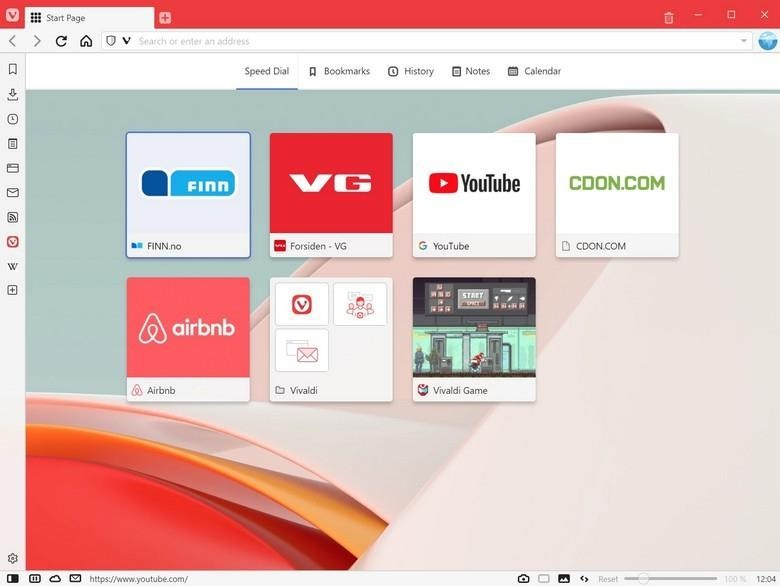 Start Page
Search or enter an address
Speed Dial
Bookmarks
History
Notes
Calendar
FINN
VG
YouTube
CDON.COM
FINN.no
Forsiden - VG
YouTube
CDON.COM
airbnb
START
Airbnb
Vivaldi
Vivaldi Game
https://www.youtube.com/
Reset
100 %
12:04